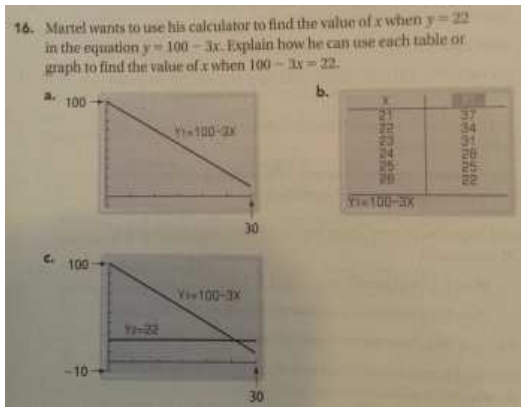 16. Martel wants to use his calculator to find the value of x when y = 22
in the equation y = 100 - 3x. Explain how he can use each table or
graph to find the value of x when 100 - 3x = 22.
a.
100
Y1=100-3X
30
b.
X
21 37
22 34
23 31
24 28
25 25
26 22
Y1=100-3X
c.
100
Y1=100-3X
Y2=22
-10
30